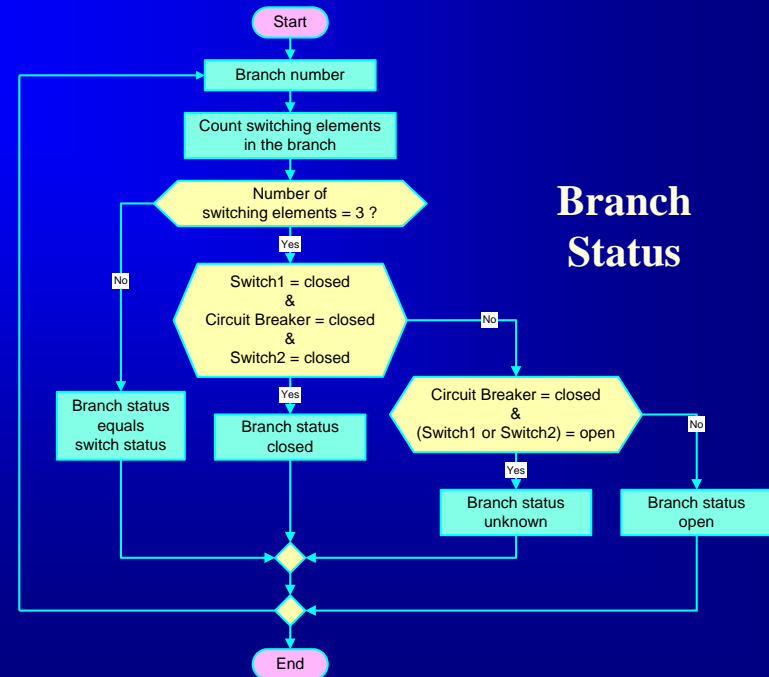 Start
Branch number
Count switching elements
in the branch
Number of
switching elements = 3 ?
Branch
Status
Yes
No
Switch1 = closed
&
Circuit Breaker = closed
&
Switch2 = closed
No
Yes
Circuit Breaker = closed
&
(Switch1 or Switch2) = open
No
Branch status
equals
switch status
Branch status
closed
Yes
Branch status
unknown
Branch status
open
End